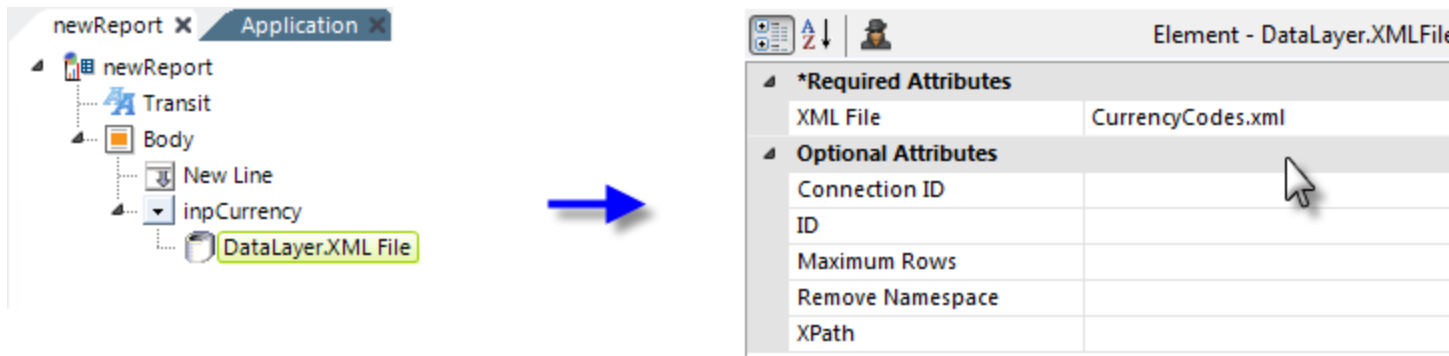 newReport Application
newReport
Transit
Body
New Line
inpCurrency
DataLayer.XML File
Element - DataLayer.XMLFile
*Required Attributes
XML File CurrencyCodes.xml
Optional Attributes
Connection ID
ID
Maximum Rows
Remove Namespace
XPath